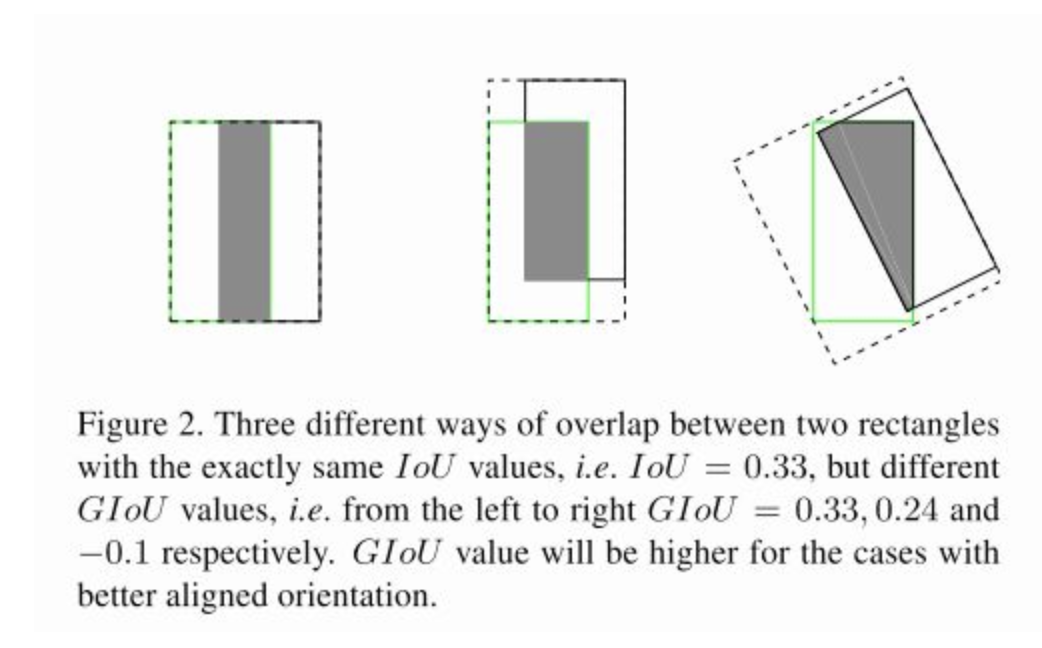 Figure 2. Three different ways of overlap between two rectangles
with the exactly same IoU values, i.e. IoU = 0.33, but different
GIoU values, i.e. from the left to right GIoU = 0.33, 0.24 and
−0.1 respectively. GIoU value will be higher for the cases with
better aligned orientation.